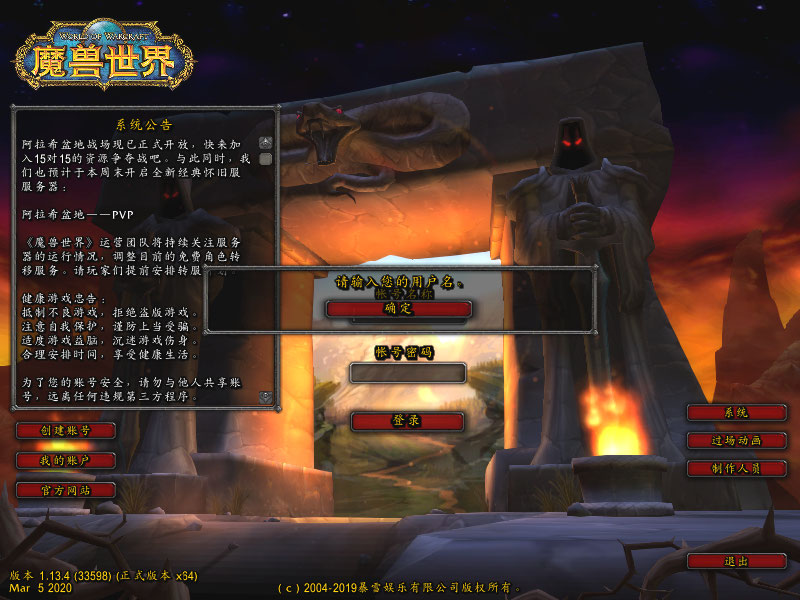 WORLD OF WARCRAFT
魔兽世界
系统公告
阿拉希盆地战场现已正式开放，快来加
入15对15的资源争夺战吧。与此同时，我
们也预计于本周末开启全新经典怀旧服
服务器：
阿拉希盆地——PVP
《魔兽世界》运营团队将持续关注服务
器的运行情况，调整目前的免费角色转
移服务。请玩家们提前安排转服
健康游戏忠告：
抵制不良游戏，拒绝盗版游戏。
注意自我保护，谨防上当受骗。
适度游戏益脑，沉迷游戏伤身。
合理安排时间，享受健康生活。
为了您的账号安全，请勿与他人共享账
号，远离任何违规第三方程序。
请输入您的用户名。
帐号名称
确定
帐号密码
登录
创建账号
我的账户
官方网站
系统
过场动画
制作人员
退出
版本 1.13.4 (33598) (正式版本 x64)
Mar 5 2020
(c) 2004-2019暴雪娱乐有限公司版权所有。